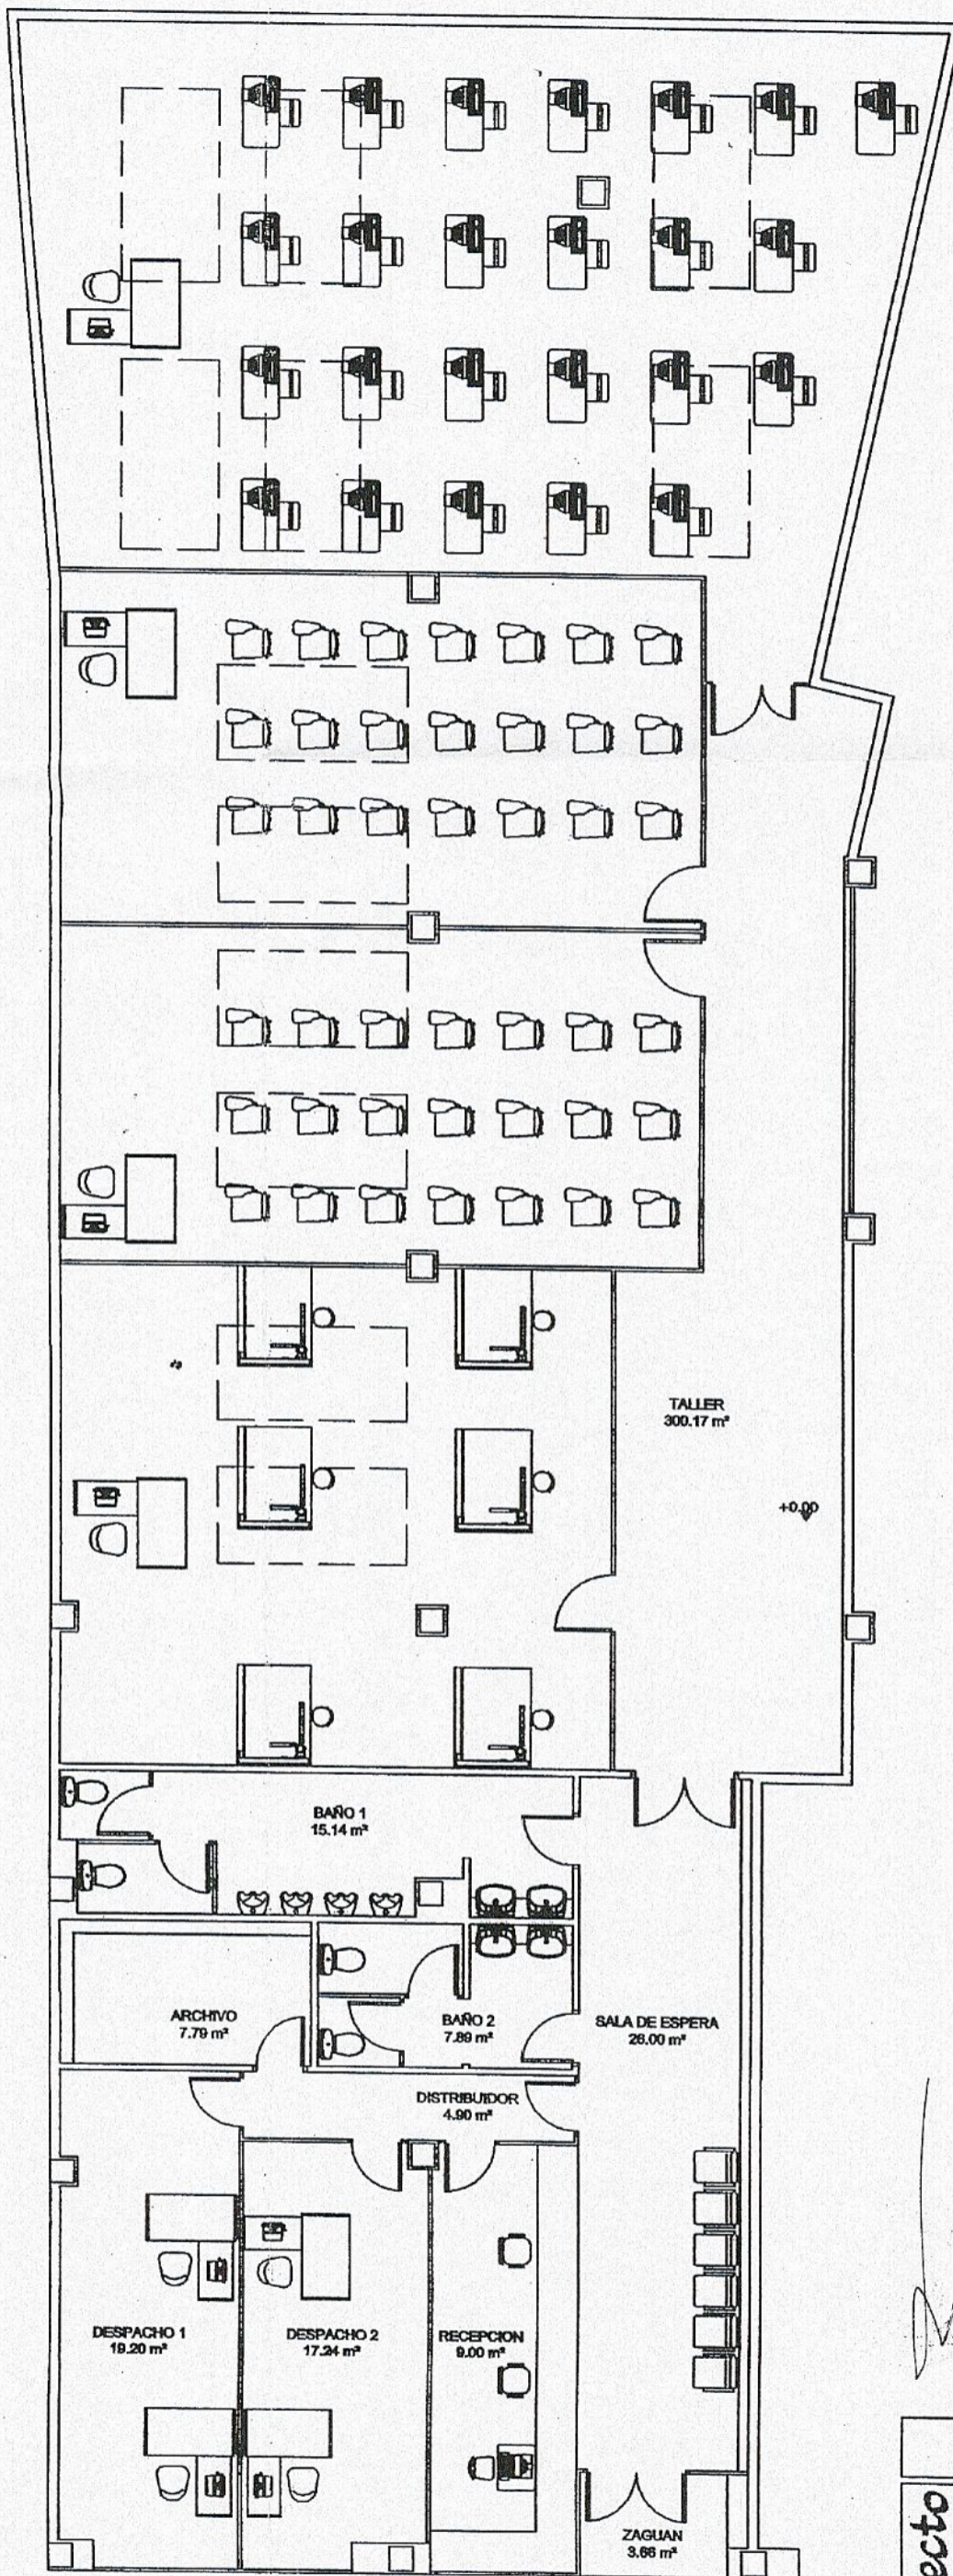 TALLER
300.17 m²
+0.00
BAÑO 1
15.14 m²
ARCHIVO
7.79 m²
BAÑO 2
7.89 m²
SALA DE ESPERA
26.00 m²
DISTRIBUIDOR
4.90 m²
DESPACHO 1
19.20 m²
DESPACHO 2
17.24 m²
RECEPCION
9.00 m²
ZAGUAN
3.66 m²
ecto